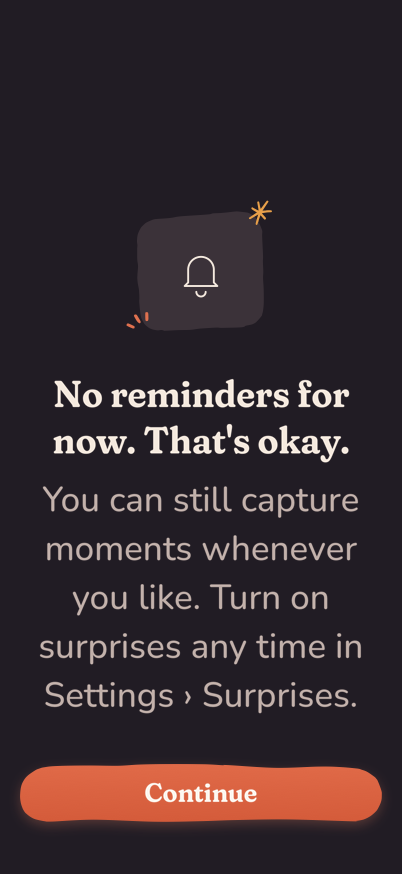 No reminders for
now. That's okay.
You can still capture
moments whenever
you like. Turn on
surprises any time in
Settings › Surprises.
Continue